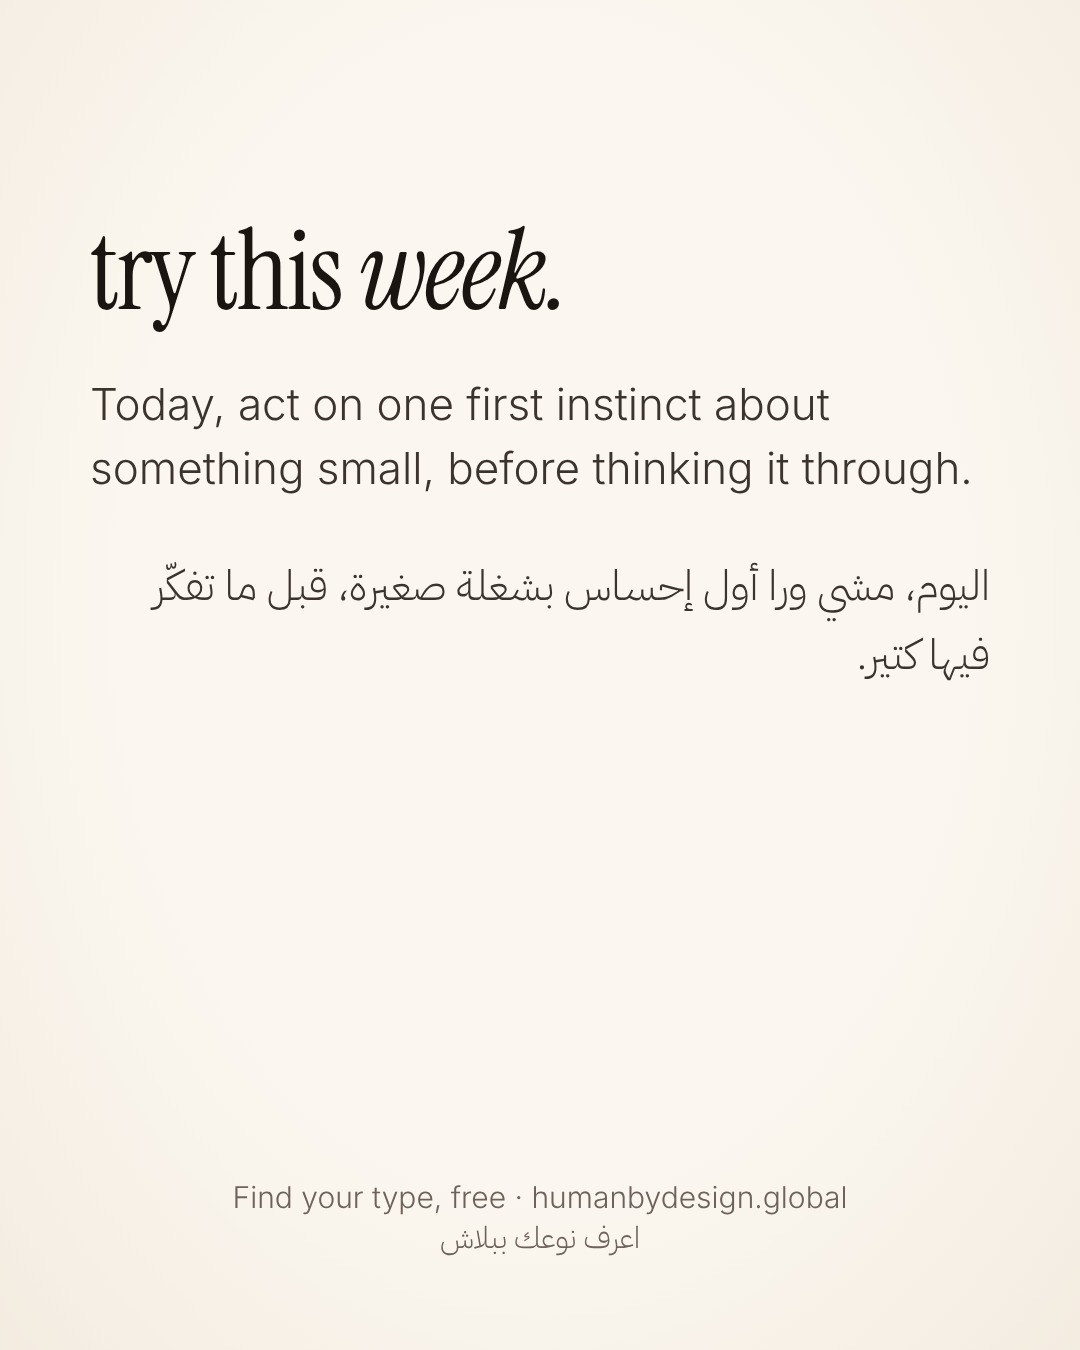 try this week.
Today, act on one first instinct about
something small, before thinking it through.
اليوم، مشي ورا أول إحساس بشغلة صغيرة، قبل ما تفكّر
فيها كتير.
Find your type, free · humanbydesign.global
اعرف نوعك ببلاش